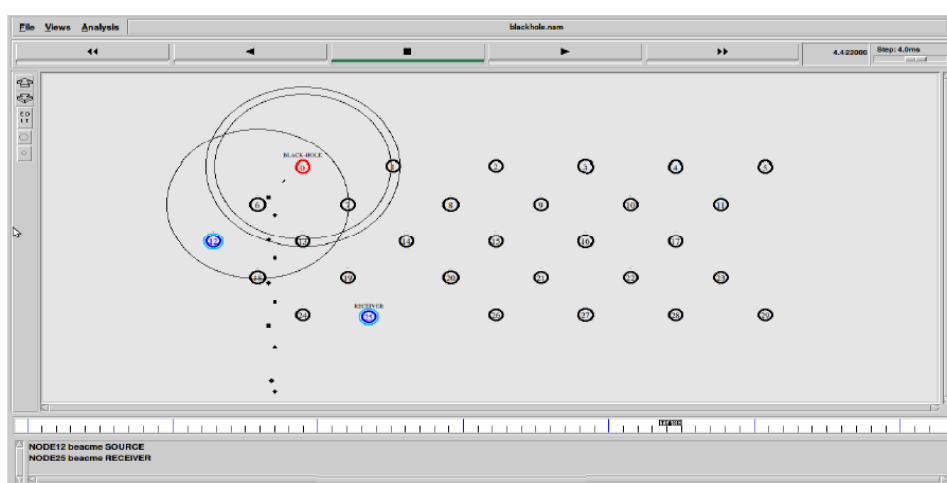 File Views Analysis blackhole.nam
4.422000 Step: 4.0ms
BLACK-HOLE
0 1 2 3 4 5
6 7 8 9 10 11
12 13 14 15 16 17
18 19 20 21 22 23
RECEIVER
24 25 26 27 28 29
NODE12 beacme SOURCE
NODE25 beacme RECEIVER